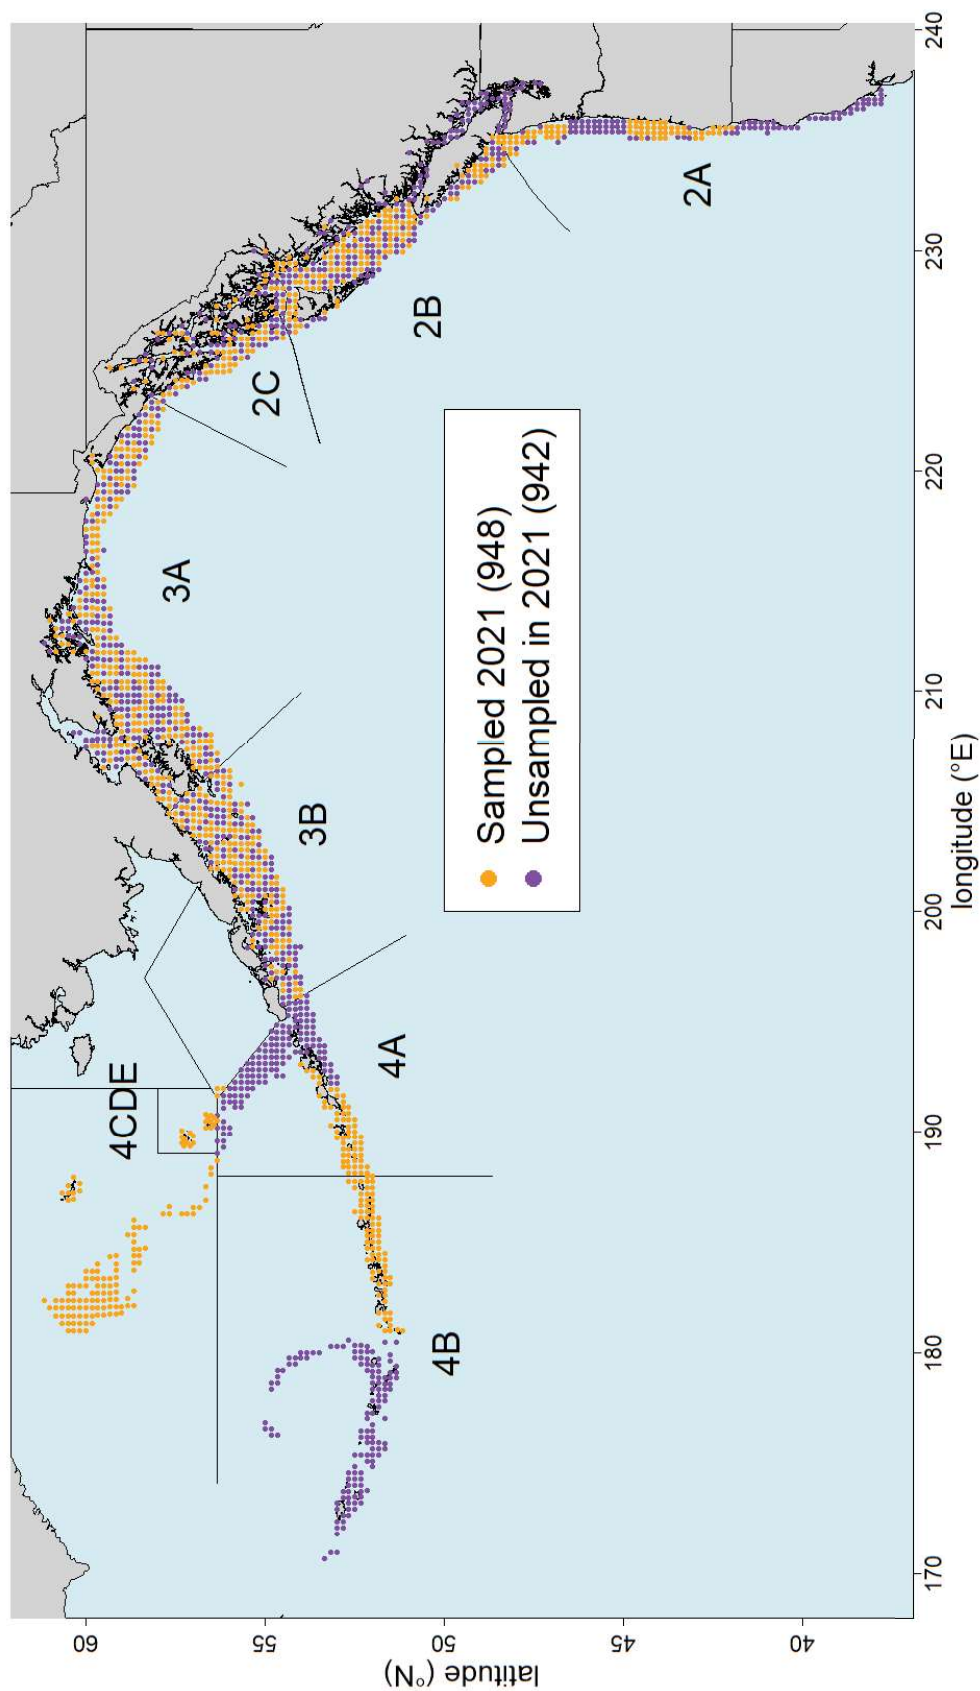 4CDE
4B
4A
3B
3A
2C
2B
2A
Sampled 2021 (948)
Unsampled in 2021 (942)
latitude (°N)
60
55
50
45
40
170
180
190
200
210
220
230
240
longitude (°E)